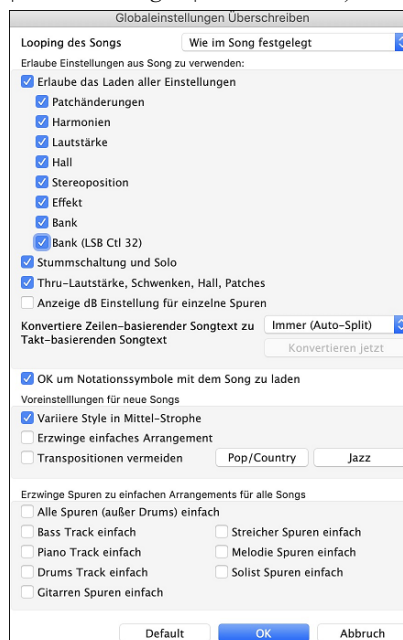 Globaleinstellungen Überschreiben
Looping des Songs Wie im Song festgelegt
Erlaube Einstellungen aus Song zu verwenden:
Erlaube das Laden aller Einstellungen
Patchänderungen
Harmonien
Lautstärke
Hall
Stereoposition
Effekt
Bank
Bank (LSB Ctl 32)
Stummschaltung und Solo
Thru-Lautstärke, Schwenken, Hall, Patches
Anzeige dB Einstellung für einzelne Spuren
Konvertiere Zeilen-basierender Songtext zu Immer (Auto-Split)
Takt-basierenden Songtext
Konvertieren jetzt
OK um Notationssymbole mit dem Song zu laden
Voreinstelllungen für neue Songs
Variiere Style in Mittel-Strophe
Erzwinge einfaches Arrangement
Transpositionen vermeiden Pop/Country Jazz
Erzwinge Spuren zu einfachen Arrangements für alle Songs
Alle Spuren (außer Drums) einfach
Bass Track einfach Streicher Spuren einfach
Piano Track einfach Melodie Spuren einfach
Drums Track einfach Solist Spuren einfach
Gitarren Spuren einfach
Default OK Abbruch